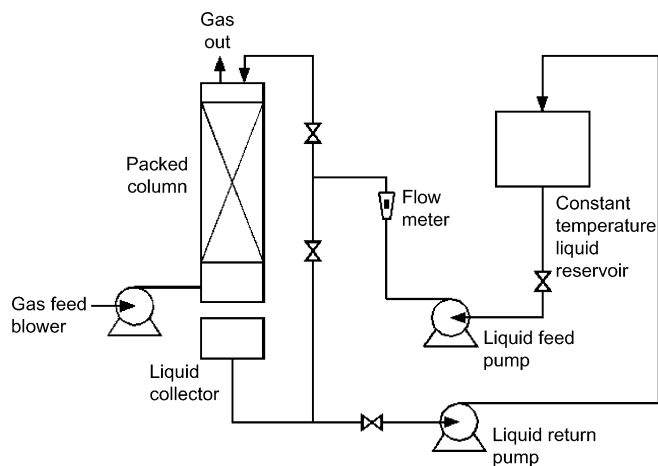 Gas
out
Packed
column
Flow
meter
Constant
temperature
liquid
reservoir
Gas feed
blower
Liquid feed
pump
Liquid
collector
Liquid return
pump